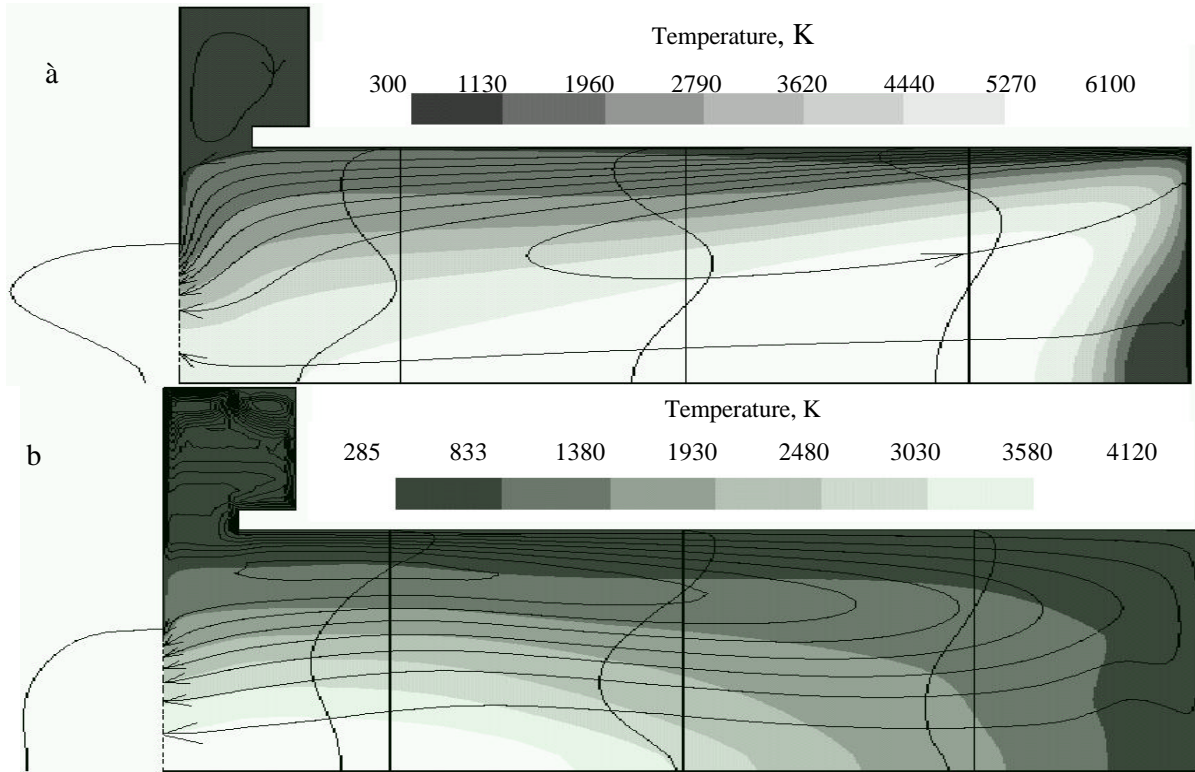 Temperature, K
à
300 1130 1960 2790 3620 4440 5270 6100
Temperature, K
b
285 833 1380 1930 2480 3030 3580 4120